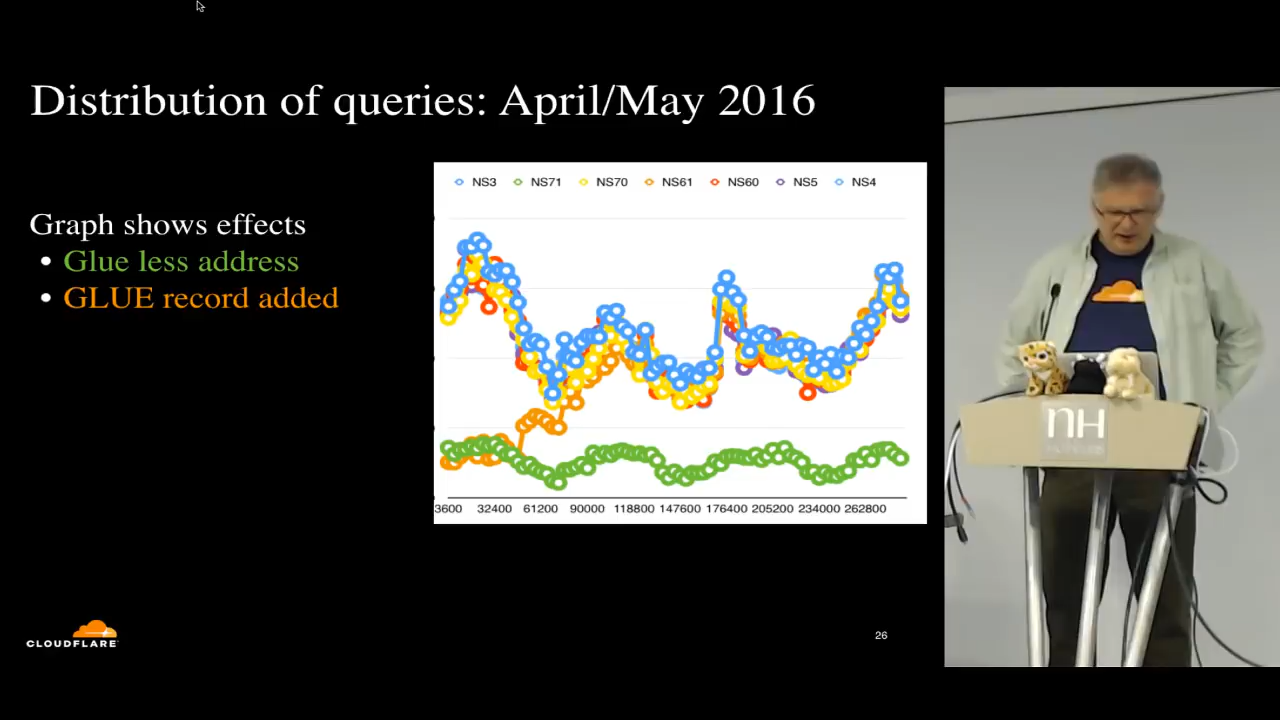 Distribution of queries: April/May 2016
Graph shows effects
• Glue less address
• GLUE record added
NS3 NS71 NS70 NS61 NS60 NS5 NS4
3600 32400 61200 90000 118800 147600 176400 205200 234000 262800
CLOUDFLARE
26
nH